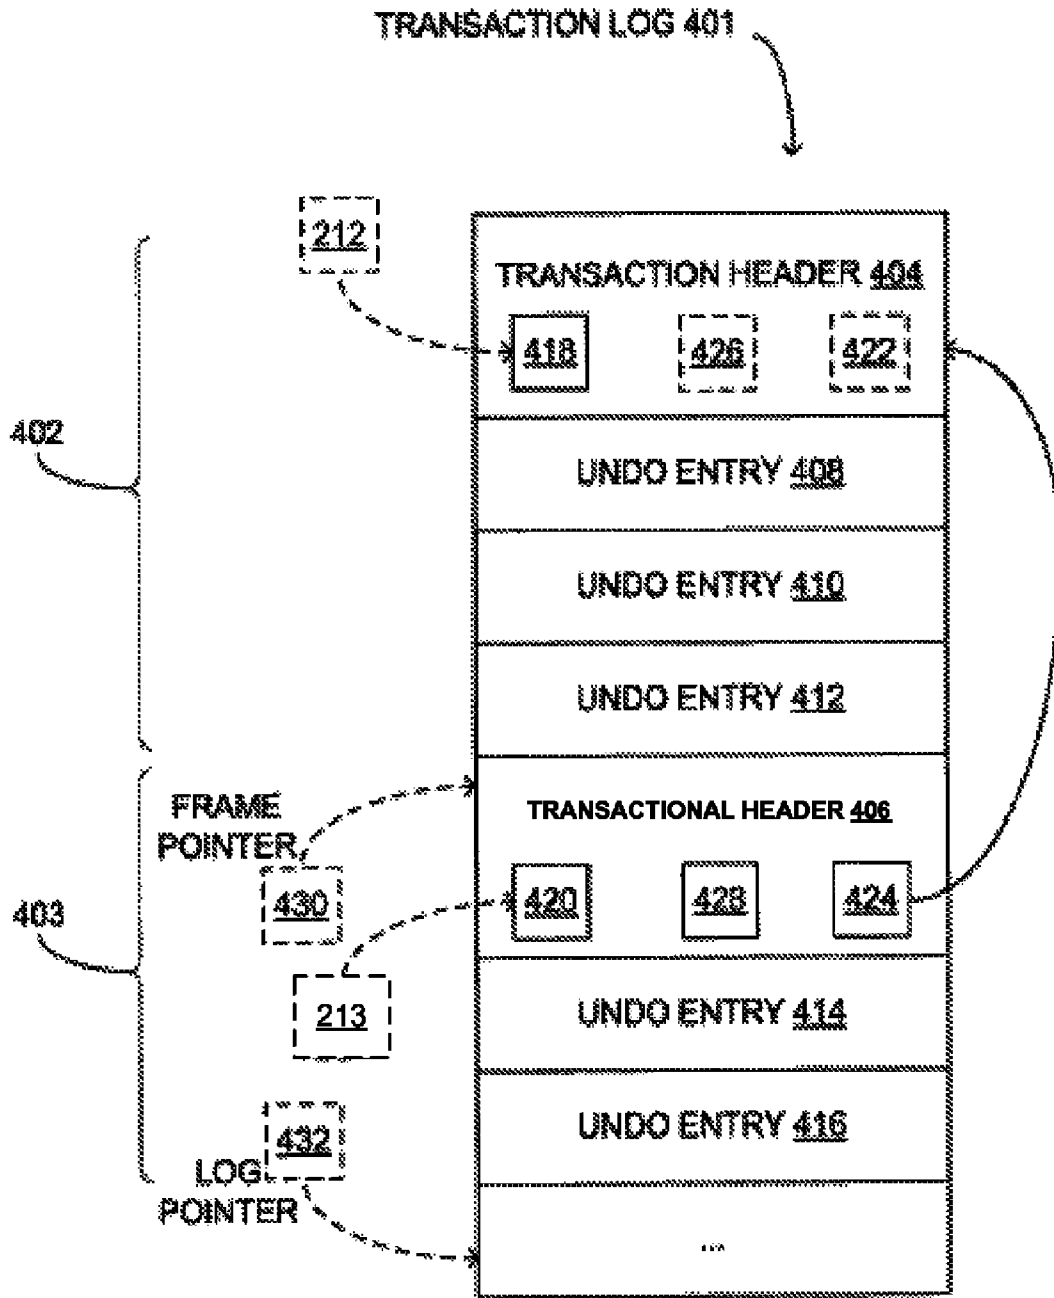 TRANSACTION LOG 401
212
TRANSACTION HEADER 404
418 426 422
402
UNDO ENTRY 408
UNDO ENTRY 410
UNDO ENTRY 412
FRAME
POINTER
TRANSACTIONAL HEADER 406
430
420 428 424
403
213
UNDO ENTRY 414
432
UNDO ENTRY 416
LOG
POINTER
...